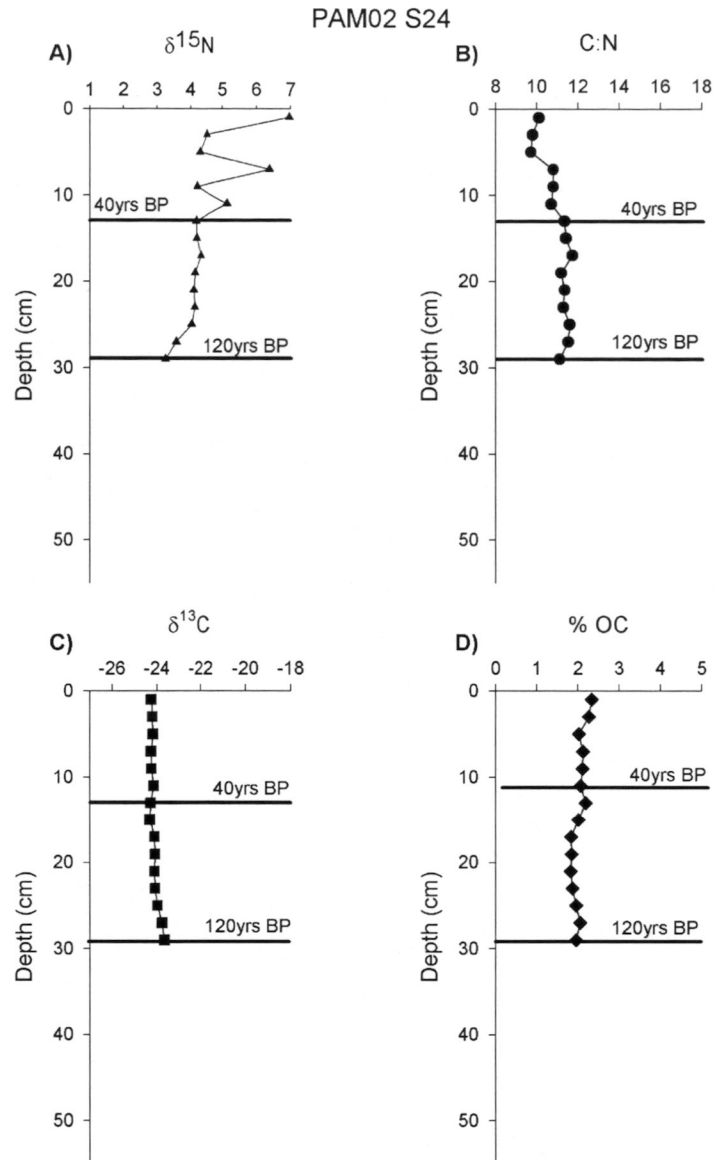 PAM02 S24
A)
δ15N
1 2 3 4 5 6 7
0
10
20
30
40
50
Depth (cm)
40yrs BP
120yrs BP
B)
C:N
8 10 12 14 16 18
0
10
20
30
40
50
Depth (cm)
40yrs BP
120yrs BP
C)
δ13C
-26 -24 -22 -20 -18
0
10
20
30
40
50
Depth (cm)
40yrs BP
120yrs BP
D)
% OC
0 1 2 3 4 5
0
10
20
30
40
50
Depth (cm)
40yrs BP
120yrs BP